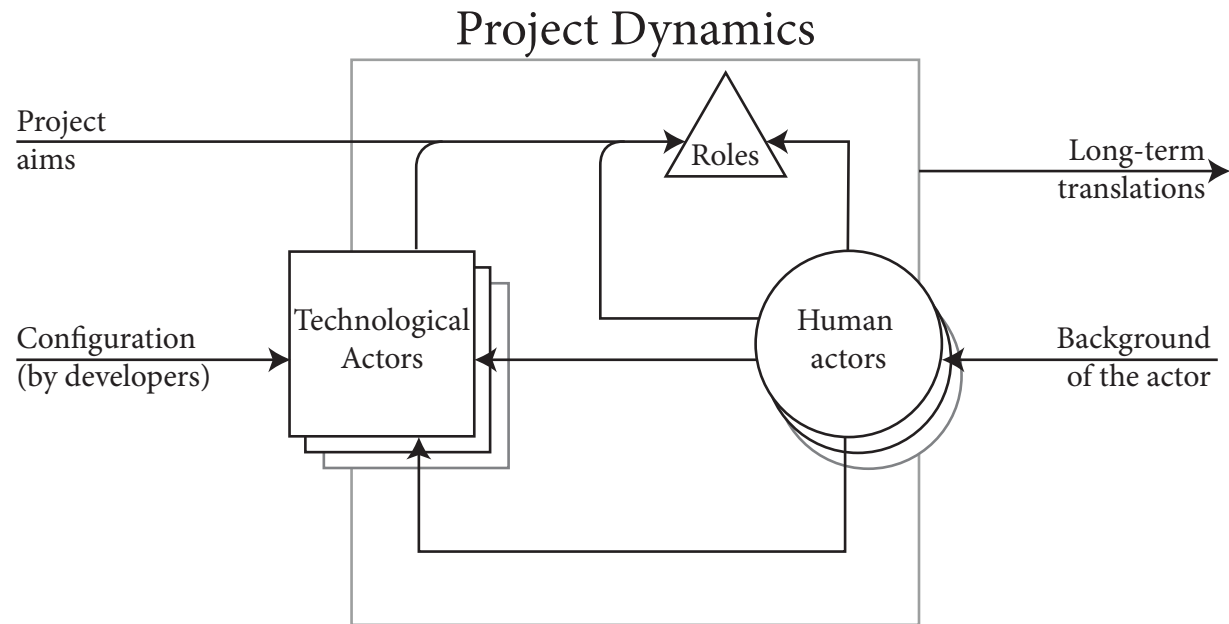 Project Dynamics
Project
aims
Roles
Long-term
translations
Technological
Actors
Human
actors
Configuration
(by developers)
Background
of the actor